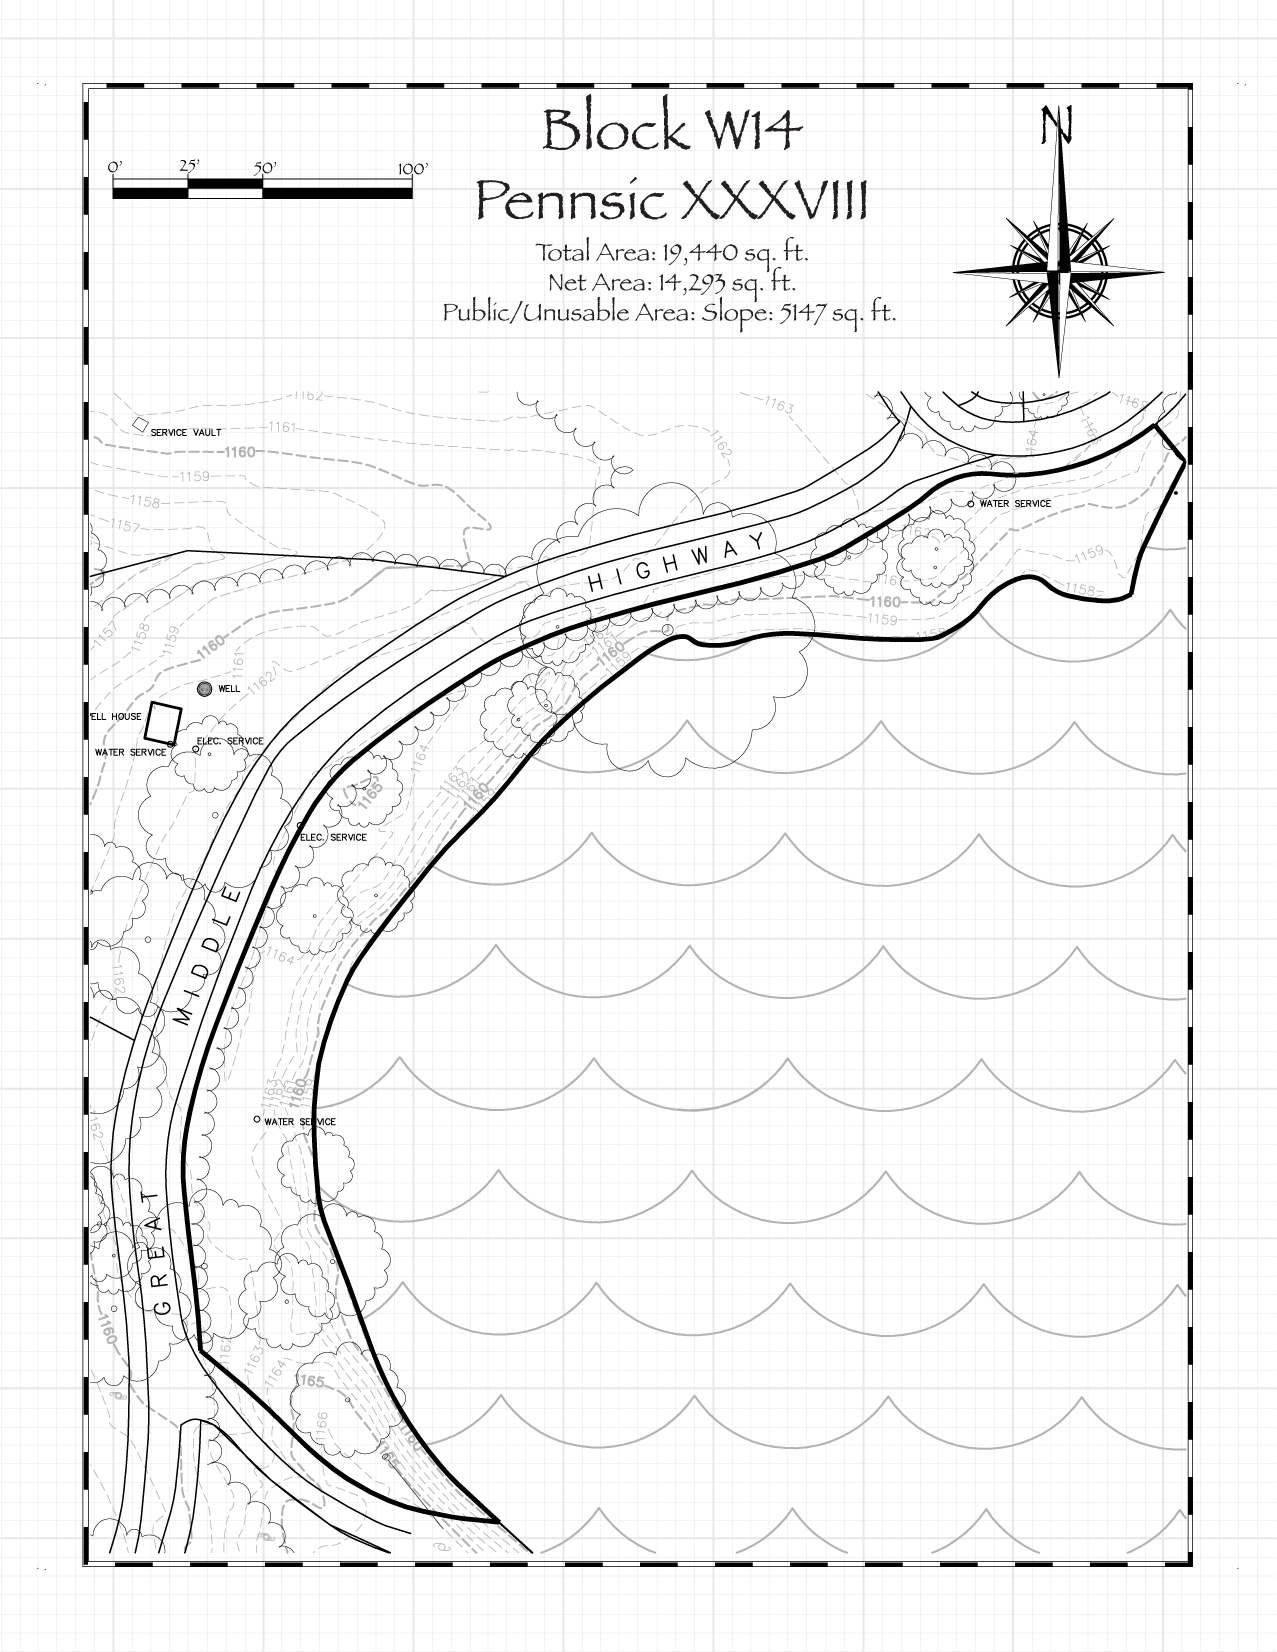 Block W14
Pennsic XXXVIII
Total Area: 19,440 sq. ft.
Net Area: 14,293 sq. ft.
Public/Unusable Area: Slope: 5147 sq. ft.
0' 25' 50' 100'
N
1162
1163
1161
1162
SERVICE VAULT
1160
1159
1158
1157
1164
WATER SERVICE
HIGHWAY
1159
1158
1160
1159
1157
1158
1159
1160
1161
1162
1160
1159
WELL
ELL HOUSE
ELEC. SERVICE
WATER SERVICE
1164
1163
1160
1165
ELEC. SERVICE
MIDDLE
1164
1162
1163
1162
1161
1160
WATER SERVICE
1162
GREAT
1160
1163
1164
1165
1166
1160
1165